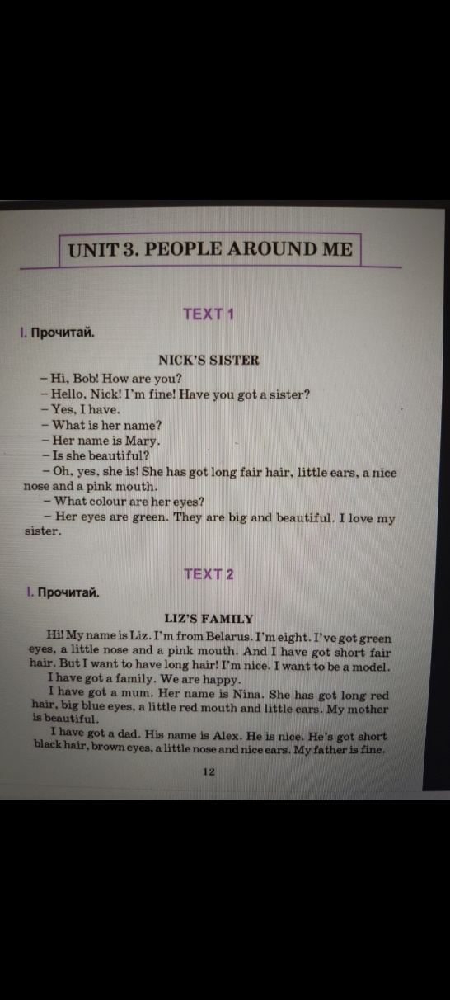 UNIT 3. PEOPLE AROUND ME
TEXT 1
I. Прочитай.
NICK'S SISTER
– Hi, Bob! How are you?
– Hello, Nick! I'm fine! Have you got a sister?
– Yes, I have.
– What is her name?
– Her name is Mary.
– Is she beautiful?
– Oh, yes, she is! She has got long fair hair, little ears, a nice
nose and a pink mouth.
– What colour are her eyes?
– Her eyes are green. They are big and beautiful. I love my
sister.
TEXT 2
I. Прочитай.
LIZ'S FAMILY
Hi! My name is Liz. I'm from Belarus. I'm eight. I've got green
eyes, a little nose and a pink mouth. And I have got short fair
hair. But I want to have long hair! I'm nice. I want to be a model.
I have got a family. We are happy.
I have got a mum. Her name is Nina. She has got long red
hair, big blue eyes, a little red mouth and little ears. My mother
is beautiful.
I have got a dad. His name is Alex. He is nice. He's got short
black hair, brown eyes, a little nose and nice ears. My father is fine.
12